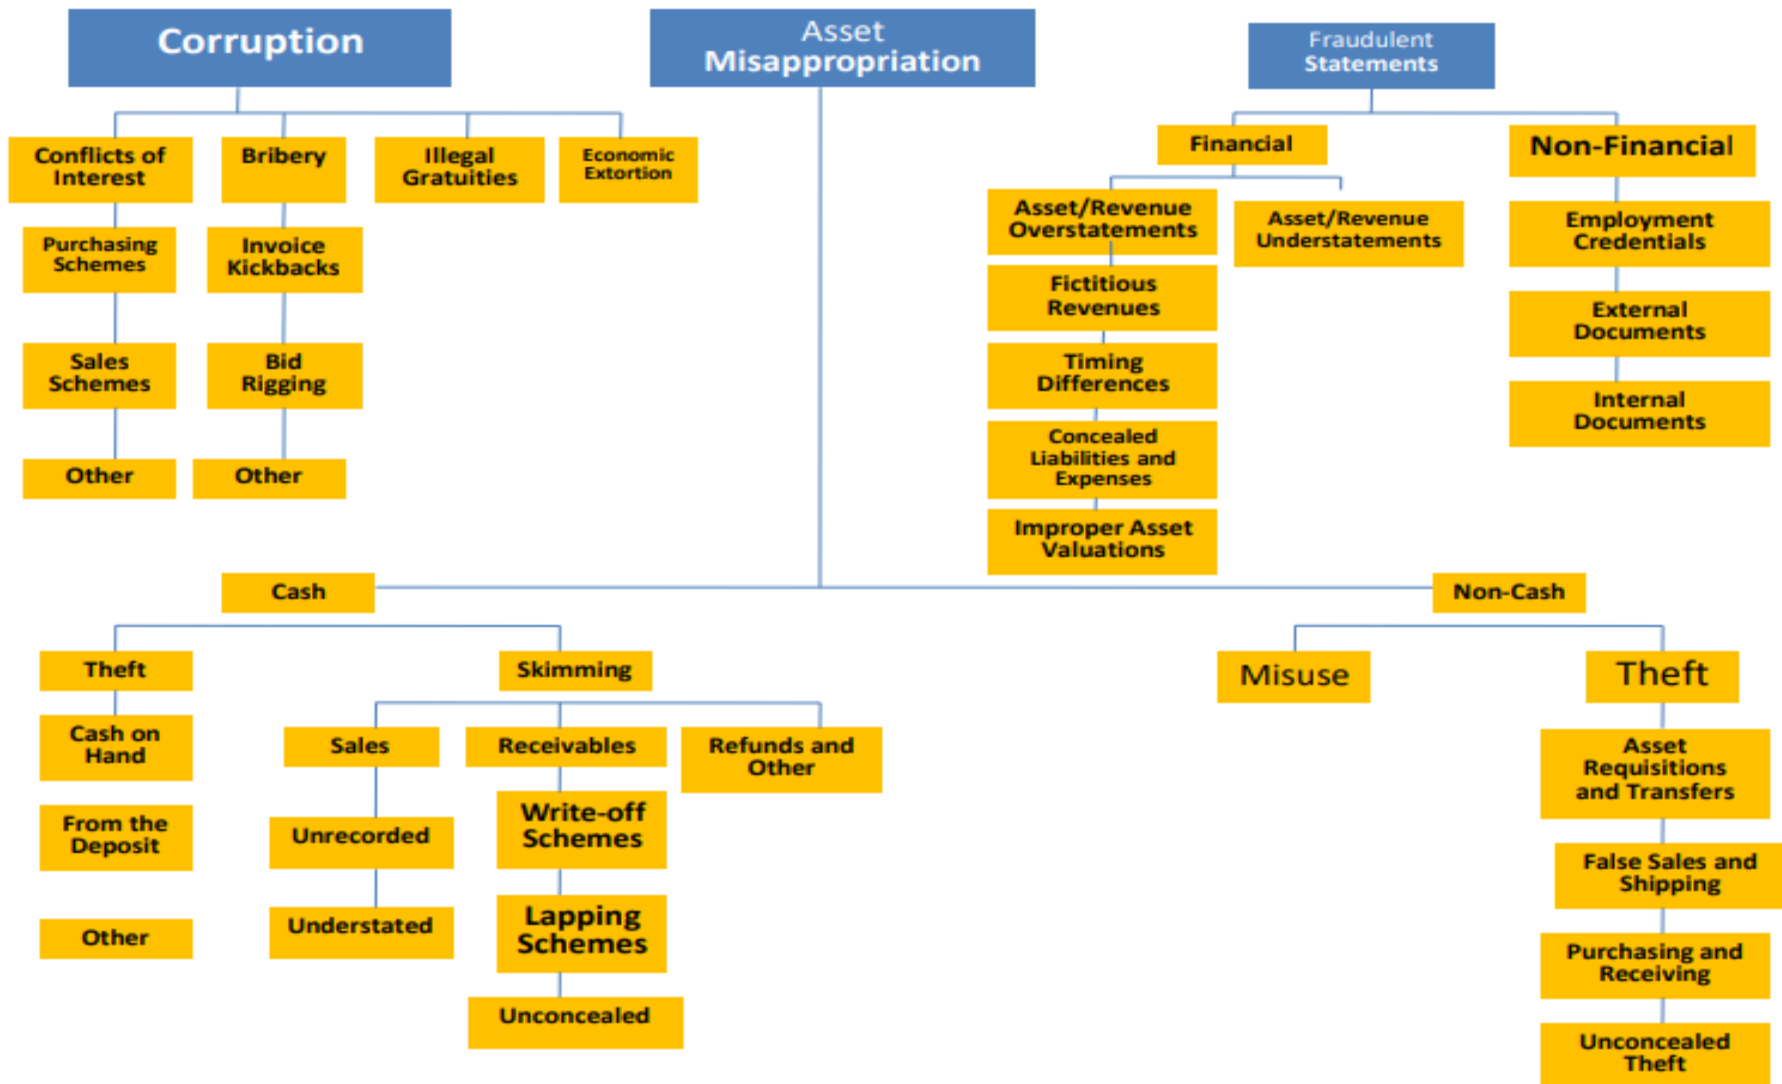 Corruption
Asset
Misappropriation
Fraudulent
Statements
Conflicts of
Interest
Bribery
Illegal
Gratuities
Economic
Extortion
Purchasing
Schemes
Invoice
Kickbacks
Sales
Schemes
Bid
Rigging
Other
Other
Financial
Non-Financial
Asset/Revenue
Overstatements
Asset/Revenue
Understatements
Fictitious
Revenues
Timing
Differences
Concealed
Liabilities and
Expenses
Improper Asset
Valuations
Employment
Credentials
External
Documents
Internal
Documents
Cash
Non-Cash
Theft
Skimming
Cash on
Hand
From the
Deposit
Other
Sales
Receivables
Refunds and
Other
Unrecorded
Understated
Write-off
Schemes
Lapping
Schemes
Unconcealed
Misuse
Theft
Asset
Requisitions
and Transfers
False Sales and
Shipping
Purchasing and
Receiving
Unconcealed
Theft